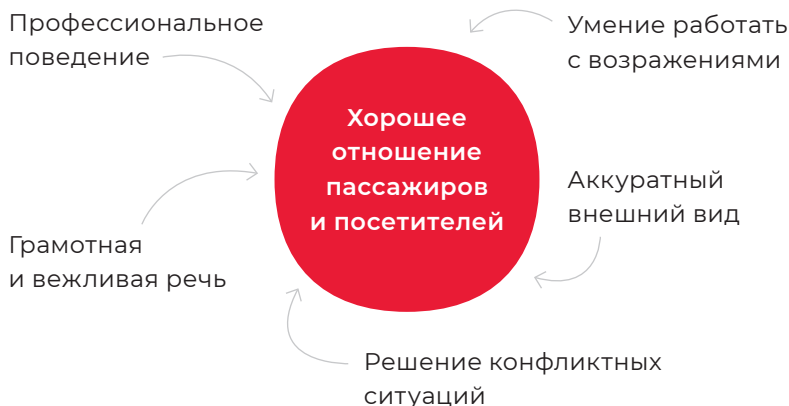 Профессиональное
поведение
Умение работать
с возражениями
Хорошее
отношение
пассажиров
и посетителей
Аккуратный
внешний вид
Грамотная
и вежливая речь
Решение конфликтных
ситуаций